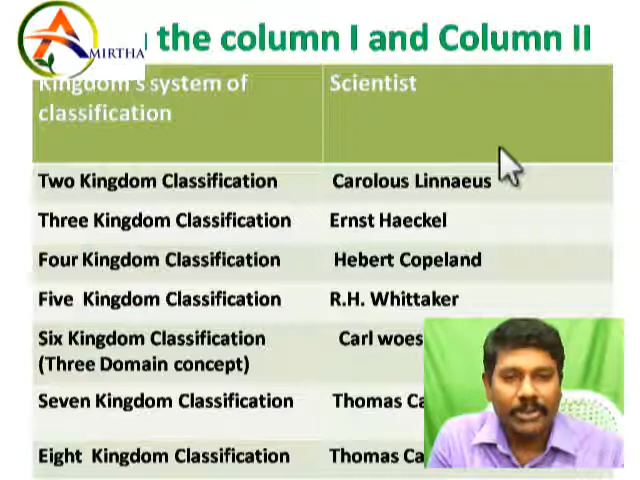 the column I and Column II
AMIRTHA
Kingdom's system of
classification
Scientist
Two Kingdom Classification
Carolous Linnaeus
Three Kingdom Classification
Ernst Haeckel
Four Kingdom Classification
Hebert Copeland
Five Kingdom Classification
R.H. Whittaker
Six Kingdom Classification
(Three Domain concept)
Carl woes
Seven Kingdom Classification
Thomas Ca
Eight Kingdom Classification
Thomas Ca